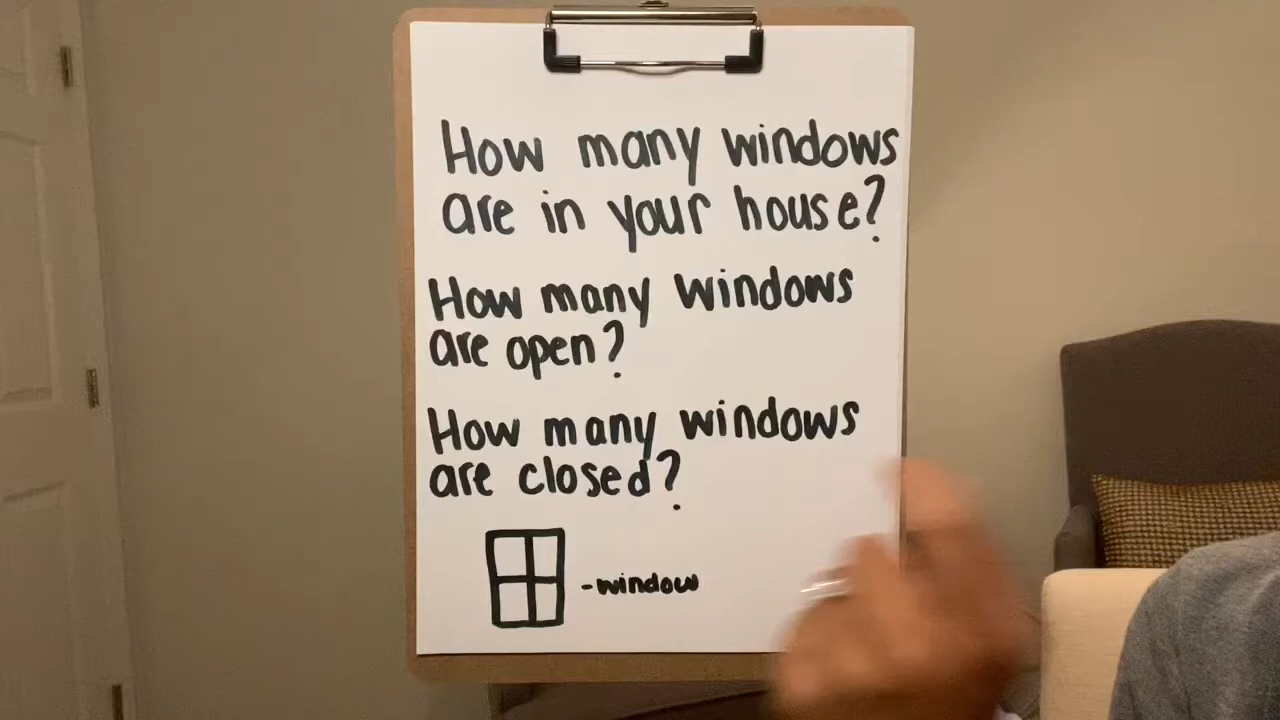 How many windows
are in your house?
How many windows
are open?
How many windows
are closed?
-window